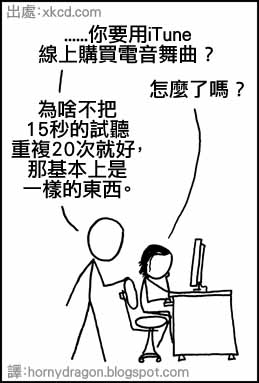 出處:xkcd.com
……你要用iTune
線上購買電音舞曲？
怎麼了嗎？
為啥不把
15秒的試聽
重複20次就好，
那基本上是
一樣的東西。
譯:hornydragon.blogspot.com